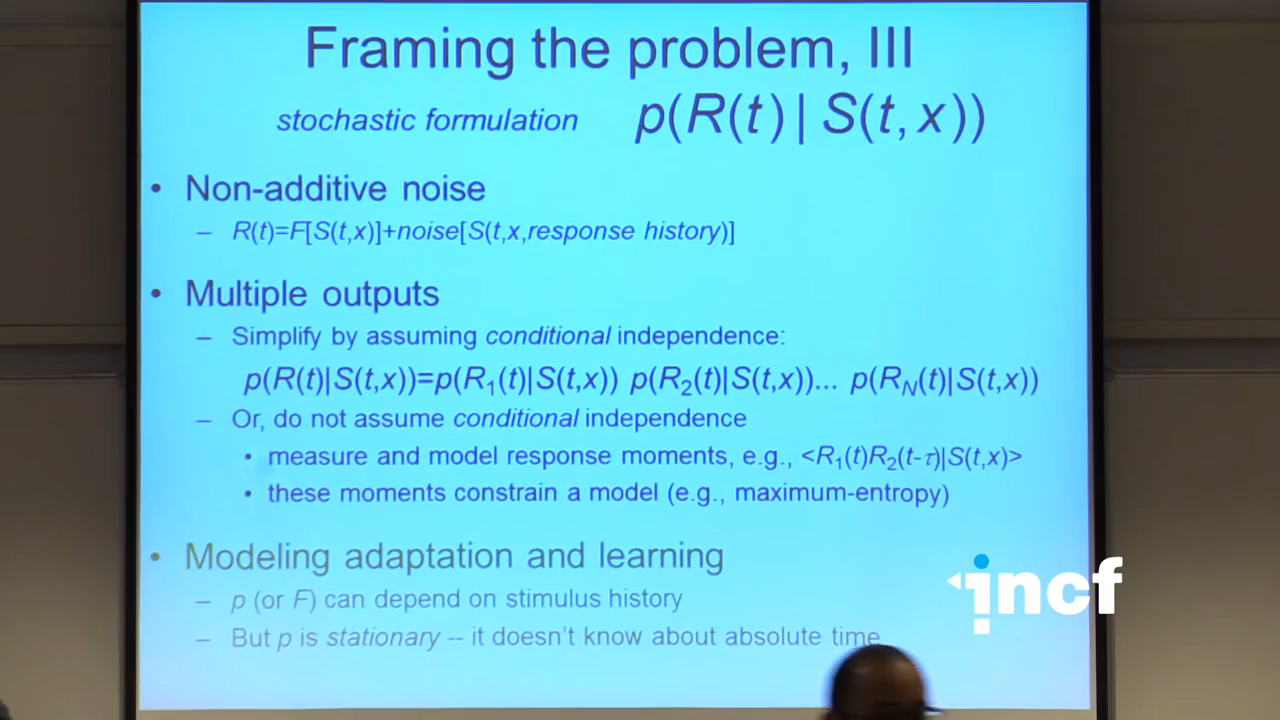 Framing the problem, III
stochastic formulation p(R(t) | S(t, x))
• Non-additive noise
– R(t)=F[S(t,x)]+noise[S(t,x,response history)]
• Multiple outputs
– Simplify by assuming conditional independence:
p(R(t)|S(t,x))=p(R₁(t)|S(t,x)) p(R₂(t)|S(t,x))... p(R_N(t)|S(t,x))
– Or, do not assume conditional independence
• measure and model response moments, e.g., <R₁(t)R₂(t-τ)|S(t,x)>
• these moments constrain a model (e.g., maximum-entropy)
• Modeling adaptation and learning
– p (or F) can depend on stimulus history
– But p is stationary -- it doesn't know about absolute time
incf